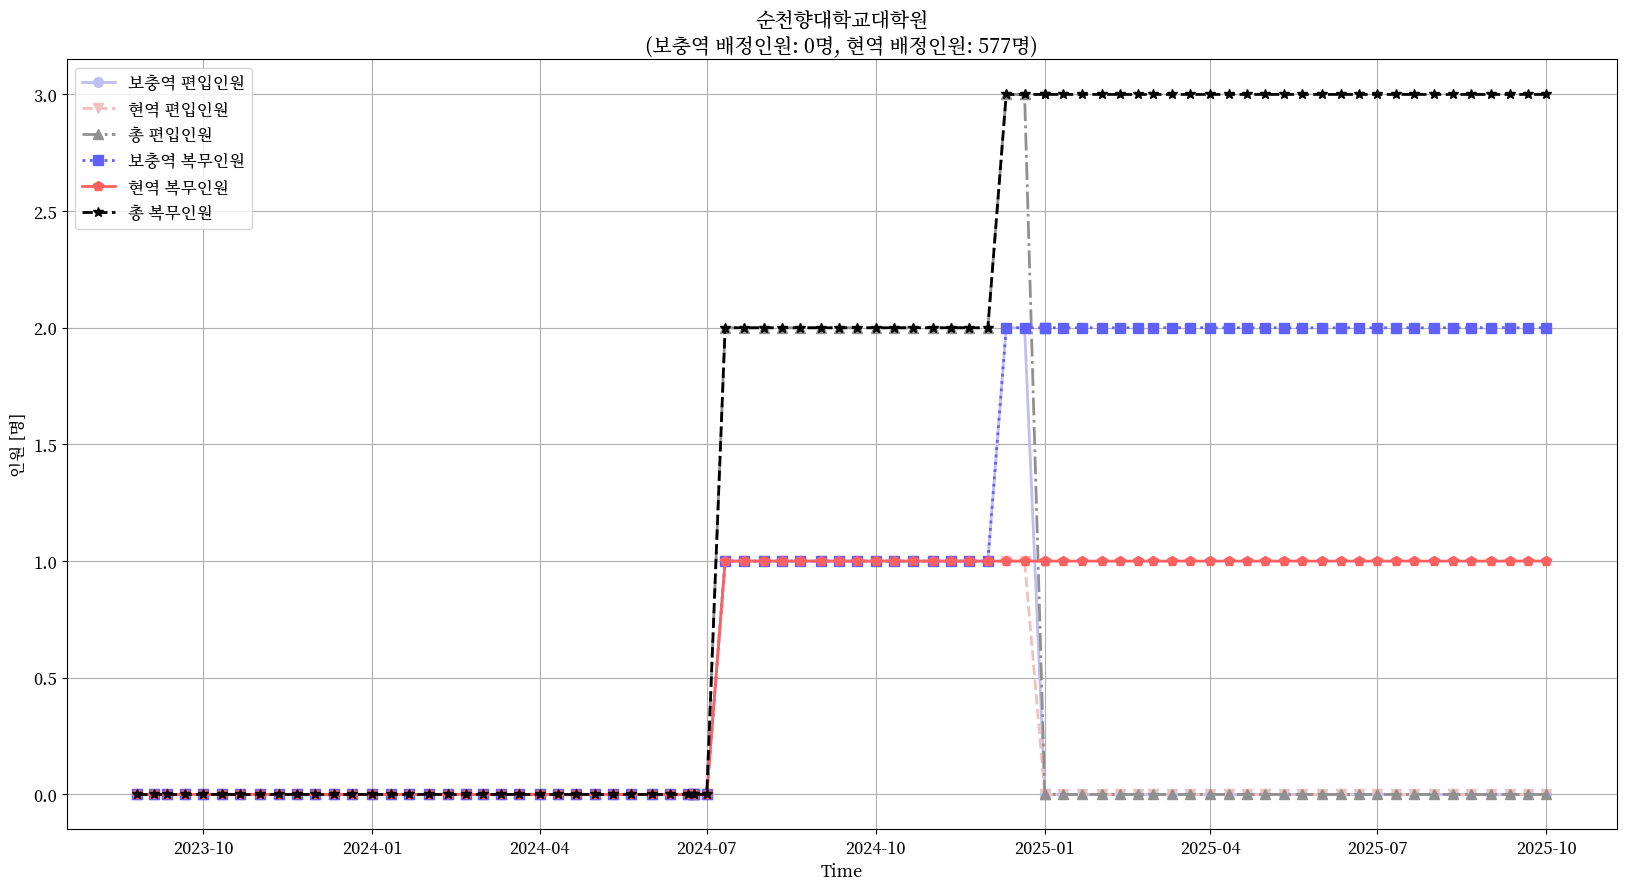 순천향대학교대학원
(보충역 배정인원: 0명, 현역 배정인원: 577명)
보충역 편입인원
현역 편입인원
총 편입인원
보충역 복무인원
현역 복무인원
총 복무인원
인원 [명]
3.0
2.5
2.0
1.5
1.0
0.5
0.0
2023-10
2024-01
2024-04
2024-07
2024-10
2025-01
2025-04
2025-07
2025-10
Time